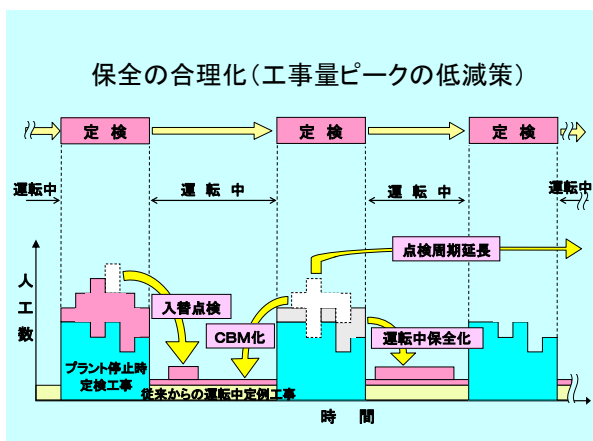 保全の合理化(工事量ピークの低減策)
定 検
定 検
定 検
運転中
運 転 中
運 転 中
運転中
点検周期延長
人工数
入替点検
CBM化
運転中保全化
プラント停止時
定検工事
従来からの運転中定例工事
時 間